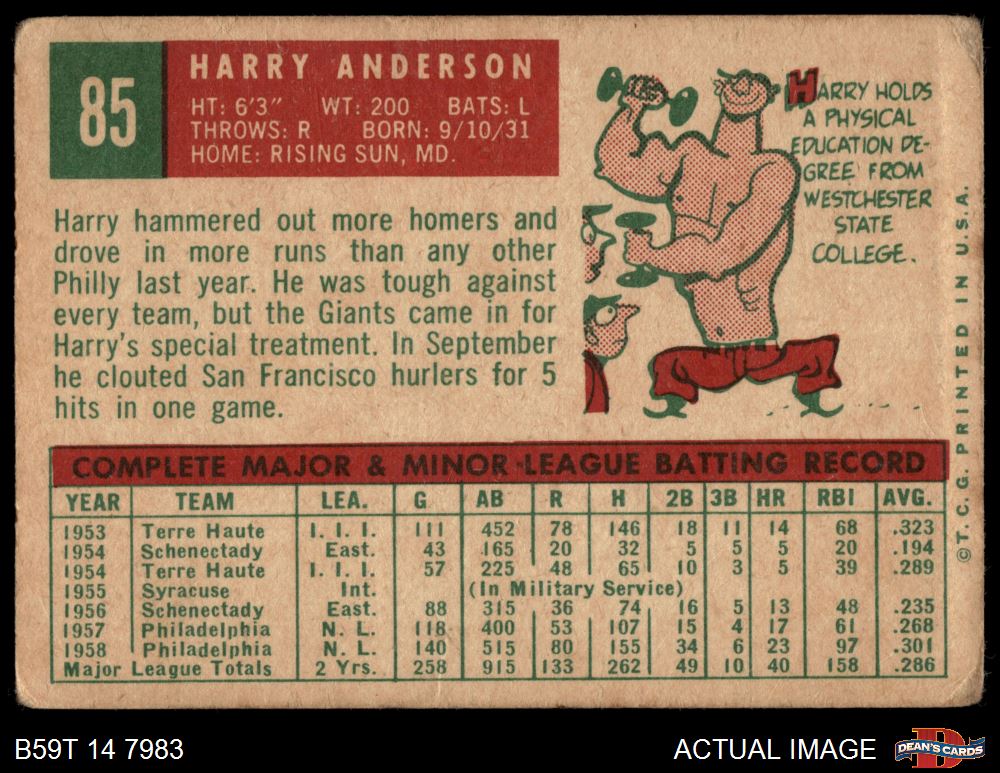 85
HARRY ANDERSON
HT: 6'3" WT: 200 BATS: L
THROWS: R BORN: 9/10/31
HOME: RISING SUN, MD.
HARRY HOLDS
A PHYSICAL
EDUCATION DE-
GREE FROM
WESTCHESTER
STATE
COLLEGE.
Harry hammered out more homers and
drove in more runs than any other
Philly last year. He was tough against
every team, but the Giants came in for
Harry's special treatment. In September
he clouted San Francisco hurlers for 5
hits in one game.
COMPLETE MAJOR & MINOR LEAGUE BATTING RECORD
YEAR TEAM LEA. G AB R H 2B 3B HR RBI AVG.
1953 Terre Haute I. I. I. 111 452 78 146 18 11 14 68 .323
1954 Schenectady East. 43 165 20 32 5 5 5 20 .194
1954 Terre Haute I. I. I. 57 225 48 65 10 3 5 39 .289
1955 Syracuse Int. (In Military Service)
1956 Schenectady East. 88 315 36 74 16 5 13 48 .235
1957 Philadelphia N. L. 118 400 53 107 15 4 17 61 .268
1958 Philadelphia N. L. 140 515 80 155 34 6 23 97 .301
Major League Totals 2 Yrs. 258 915 133 262 49 10 40 158 .286
©T. C. G. PRINTED IN U.S.A.
B59T 14 7983
ACTUAL IMAGE
D
DEAN'S CARDS